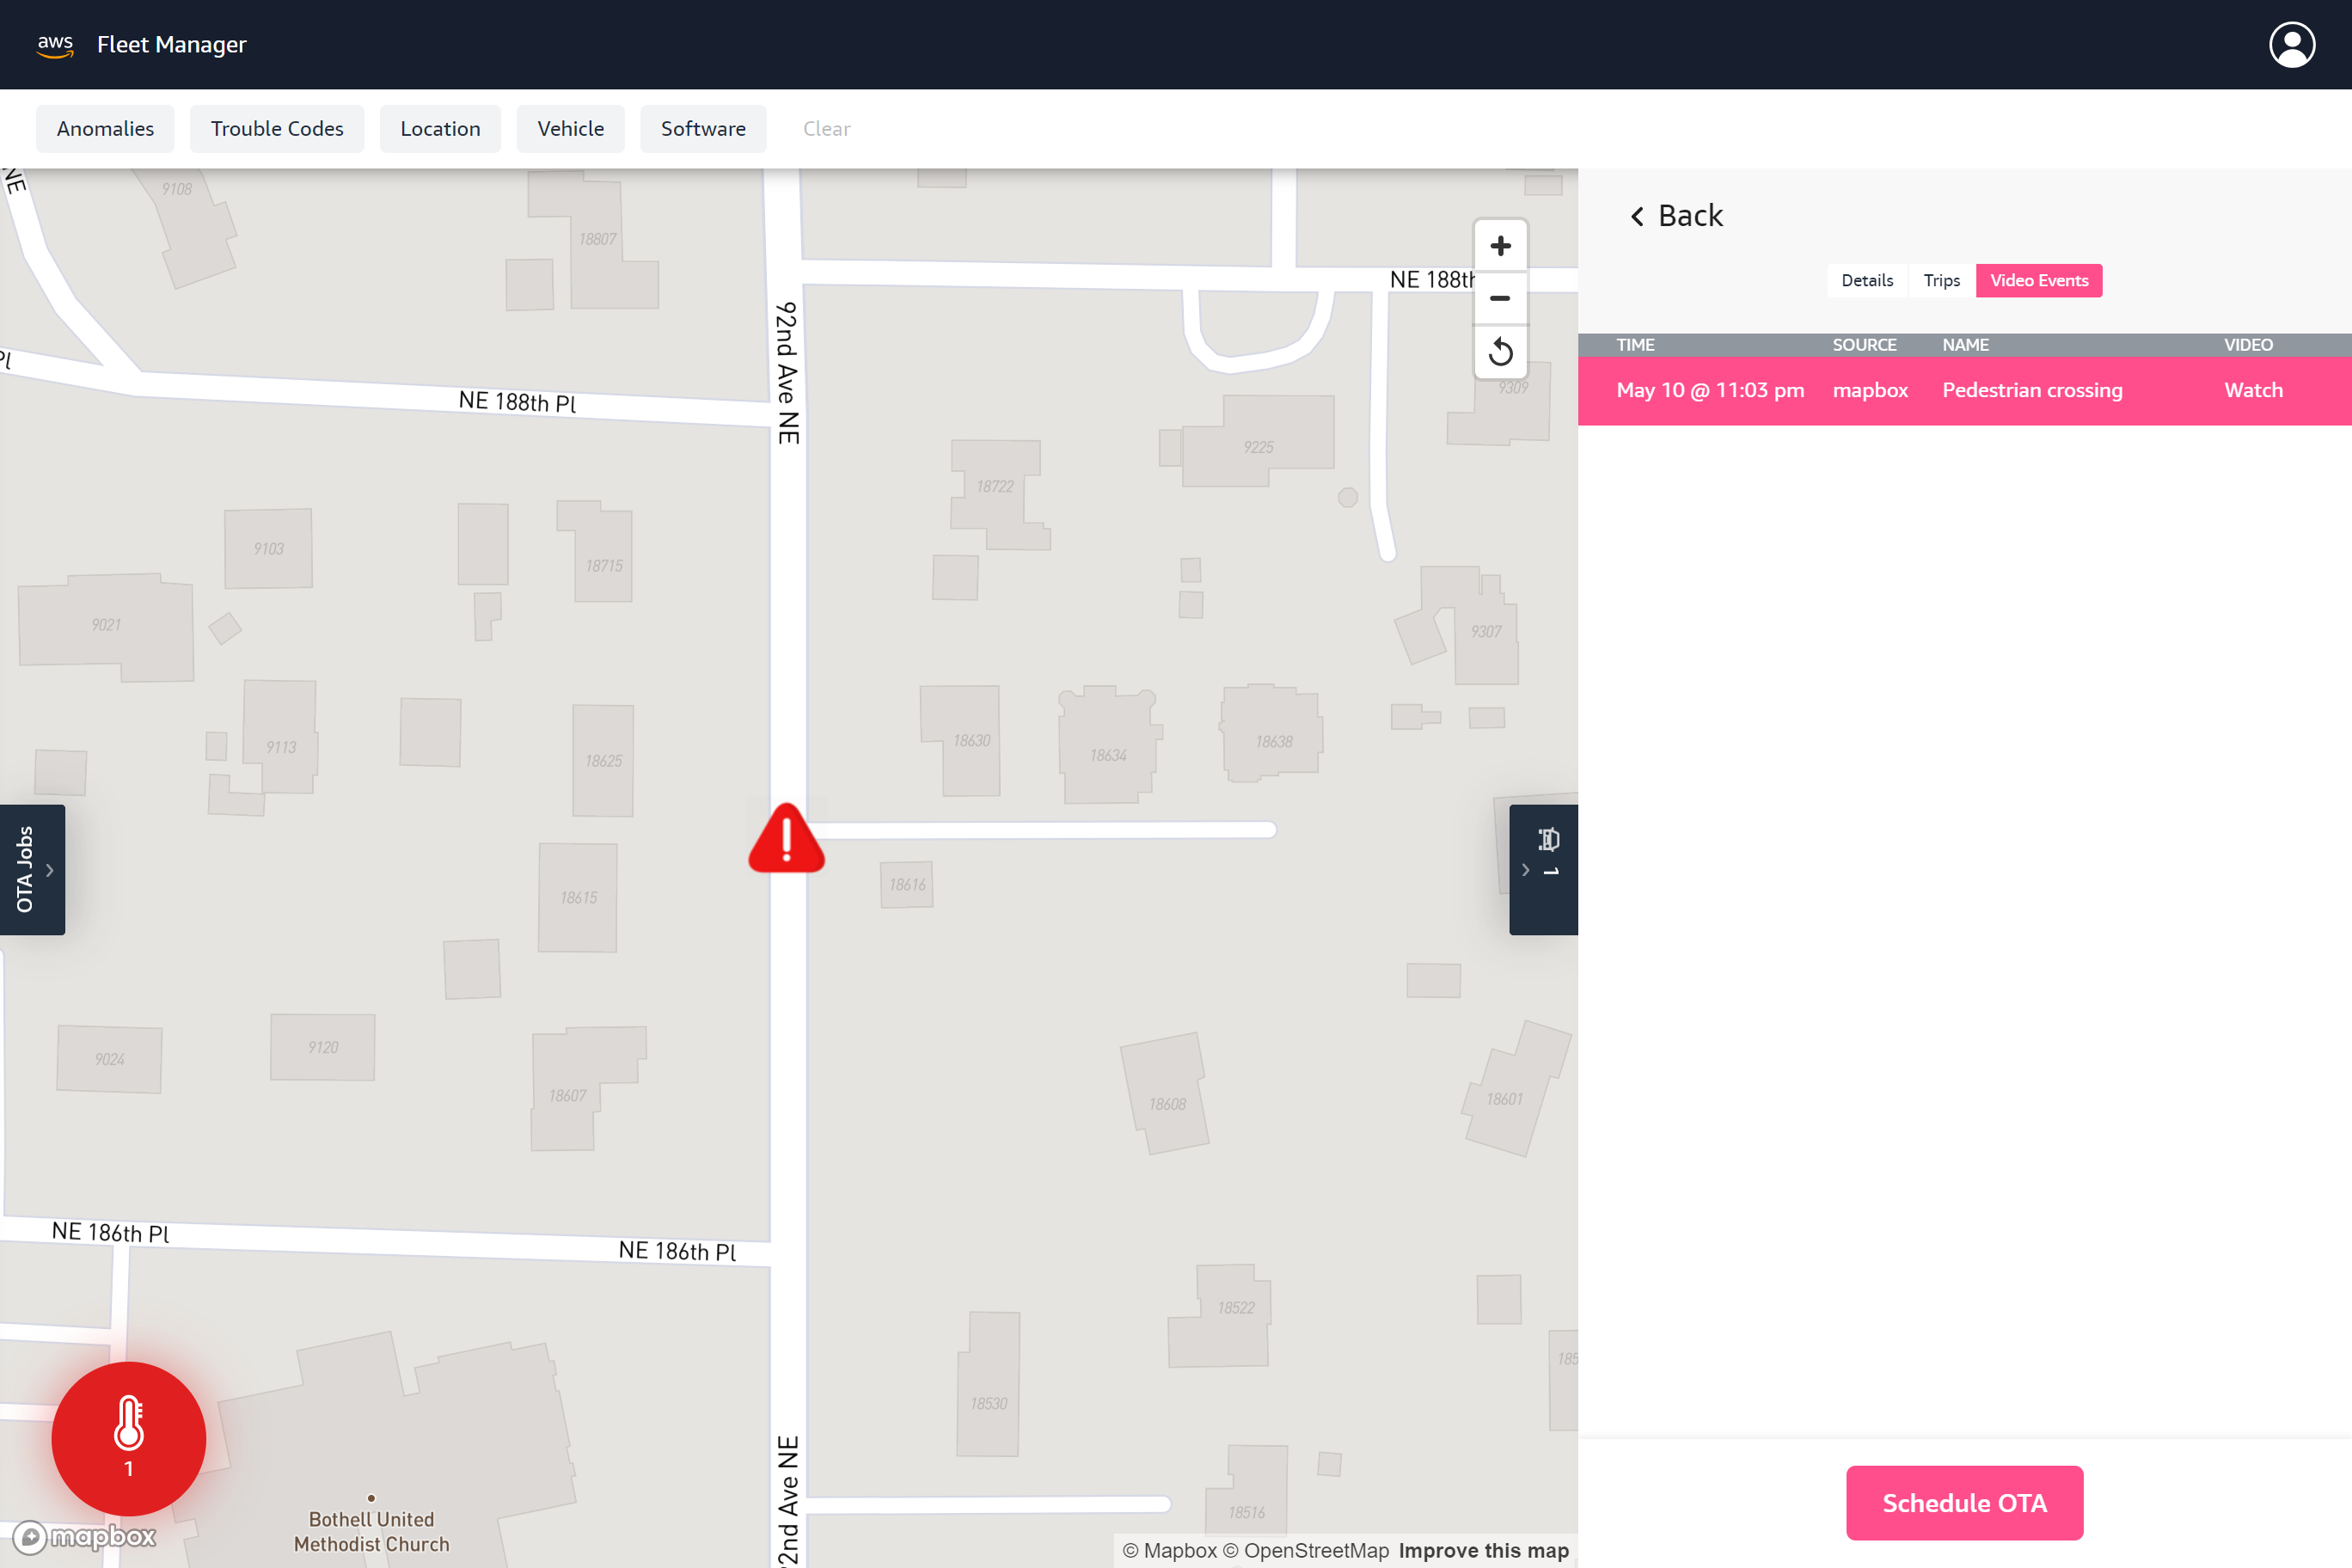 aws Fleet Manager
Anomalies Trouble Codes Location Vehicle Software Clear
NE
9108
18807
Back
NE 188th
Details Trips Video Events
92nd Ave NE
TIME SOURCE NAME VIDEO
Pl
NE 188th Pl
9309
May 10 @ 11:03 pm mapbox Pedestrian crossing Watch
9225
18722
9103
18715
9021
9307
9113
18625
18630
18634
18638
OTA Jobs
1
18616
18615
9024
9120
18607
18608
18601
NE 186th Pl
NE 186th Pl
18522
18530
1
2nd Ave NE
Bothell United
Methodist Church
18516
Schedule OTA
mapbox
© Mapbox © OpenStreetMap Improve this map